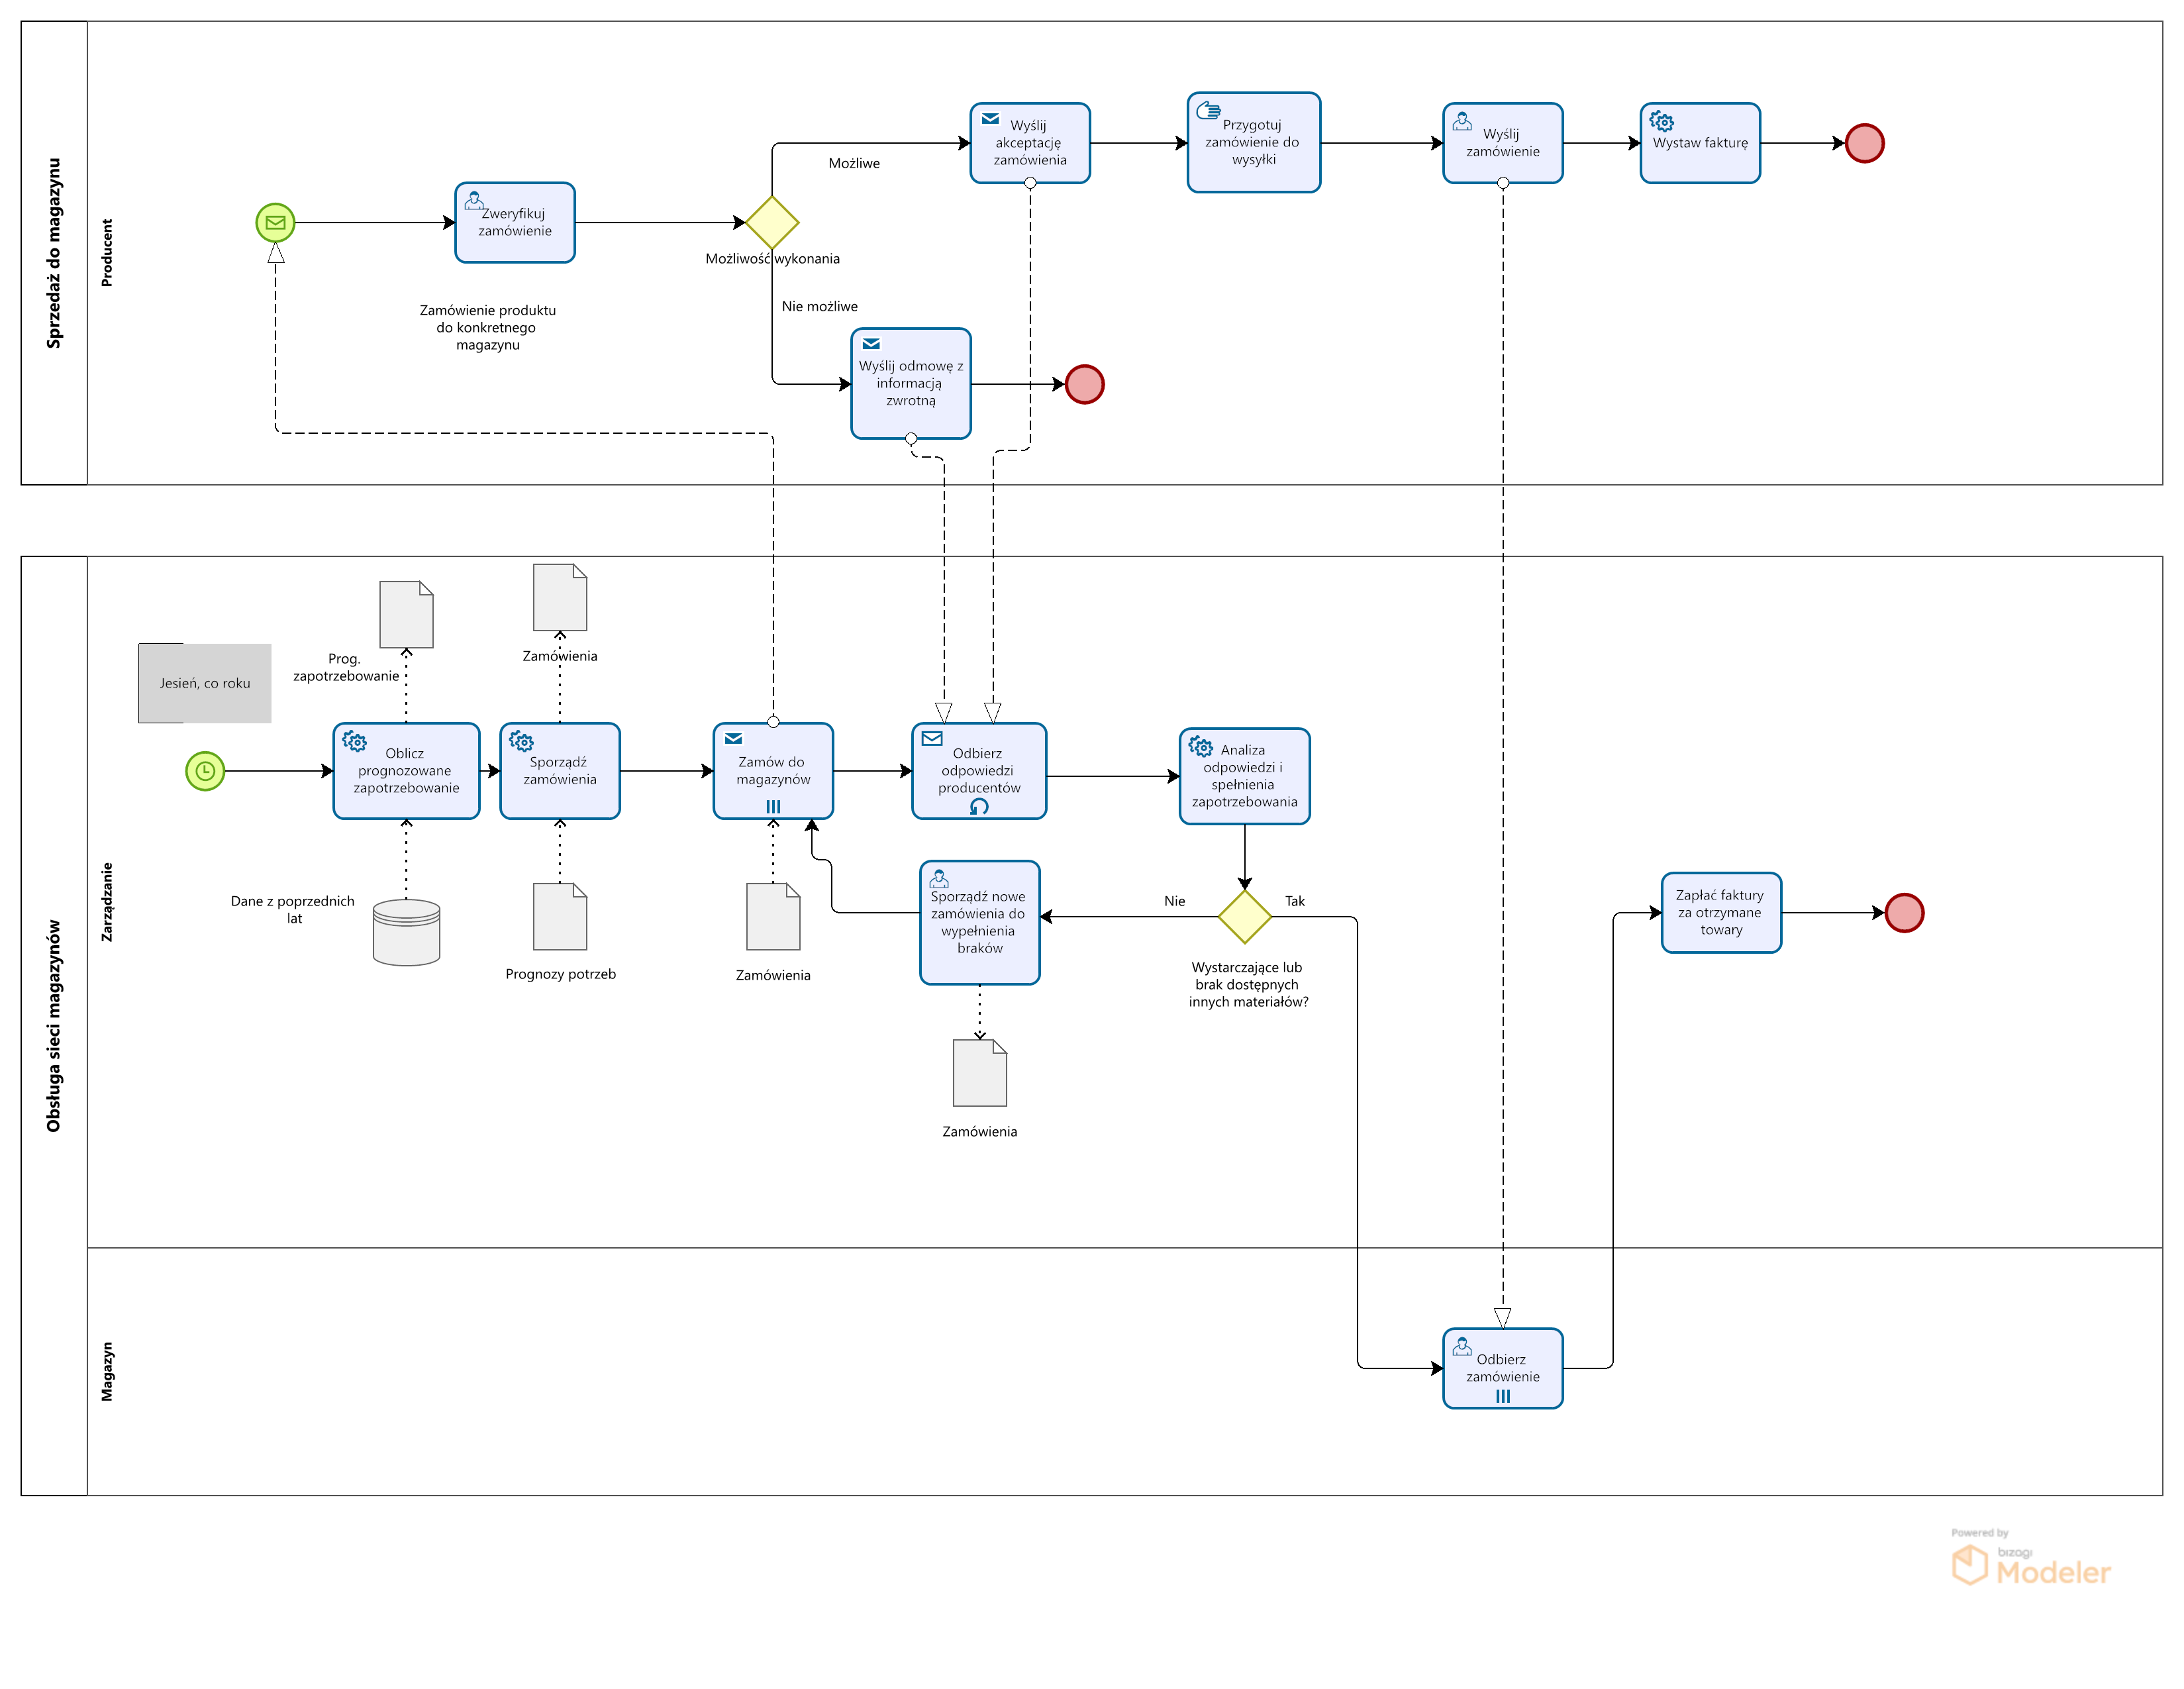 Sprzedaż do magazynu
Producent
Zweryfikuj
zamówienie
Zamówienie produktu
do konkretnego
magazynu
Możliwość wykonania
Możliwe
Nie możliwe
Wyślij
akceptację
zamówienia
Przygotuj
zamówienie do
wysyłki
Wyślij
zamówienie
Wystaw fakturę
Wyślij odmowę z
informacją
zwrotną
Obsługa sieci magazynów
Zarządzanie
Jesień, co roku
Prog.
zapotrzebowanie
Zamówienia
Oblicz
prognozowane
zapotrzebowanie
Sporządź
zamówienia
Zamów do
magazynów
Odbierz
odpowiedzi
producentów
Analiza
odpowiedzi i
spełnienia
zapotrzebowania
Dane z poprzednich
lat
Prognozy potrzeb
Zamówienia
Sporządź nowe
zamówienia do
wypełnienia
braków
Nie
Tak
Wystarczające lub
brak dostępnych
innych materiałów?
Zapłać faktury
za otrzymane
towary
Zamówienia
Magazyn
Odbierz
zamówienie
Powered by
bizagi
Modeler